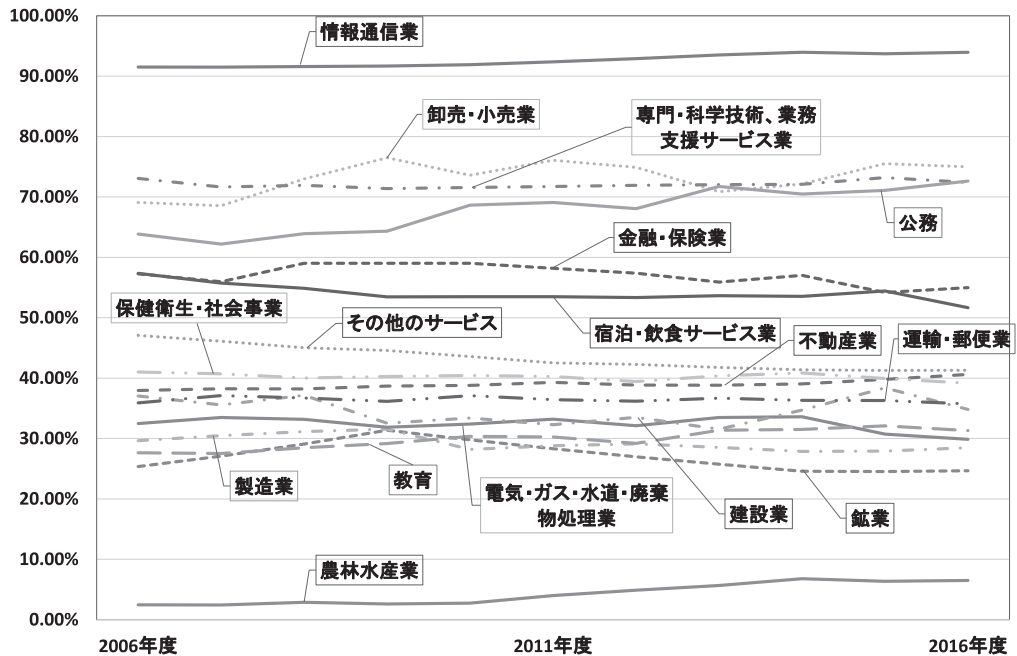 100.00%
90.00%
80.00%
70.00%
60.00%
50.00%
40.00%
30.00%
20.00%
10.00%
0.00%
情報通信業
卸売・小売業
専門・科学技術、業務
支援サービス業
公務
金融・保険業
保健衛生・社会事業
その他のサービス
宿泊・飲食サービス業
不動産業
運輸・郵便業
製造業
教育
電気・ガス・水道・廃棄
物処理業
建設業
鉱業
農林水産業
2006年度
2011年度
2016年度